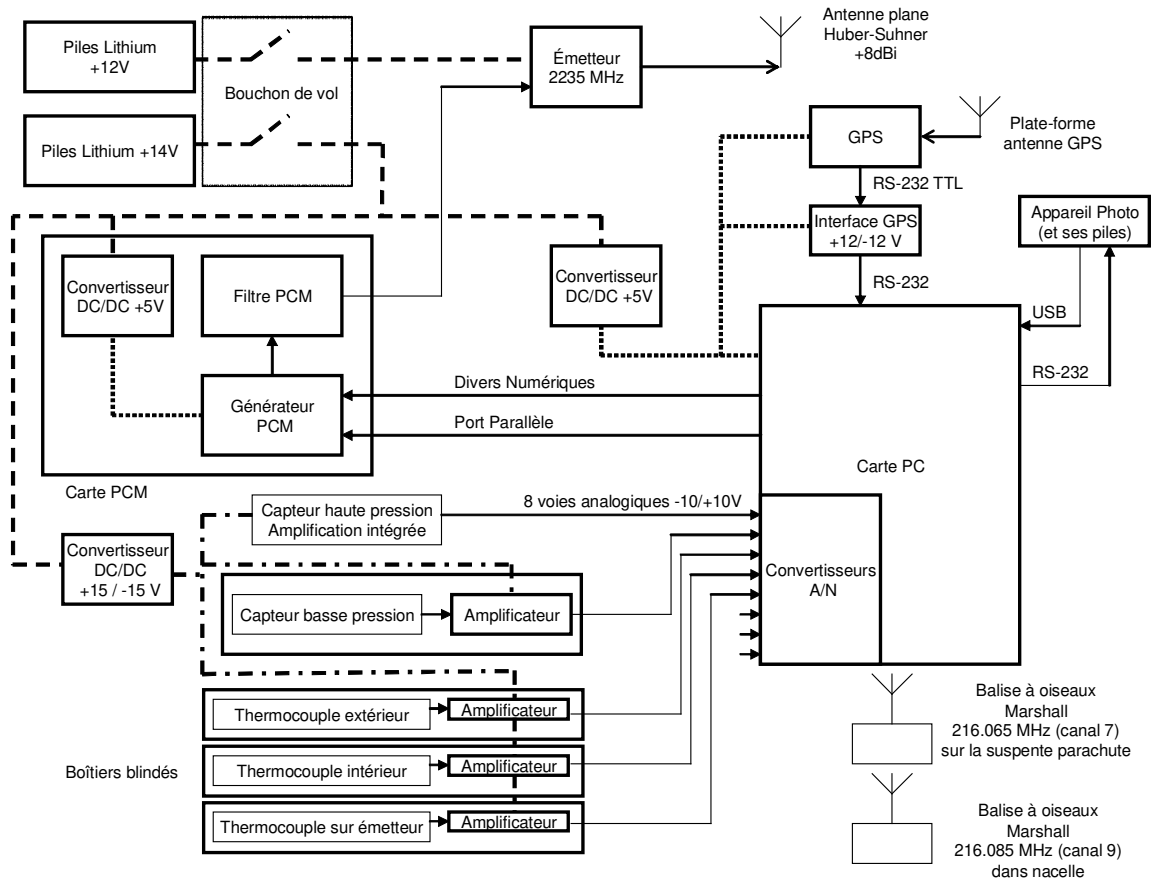 Piles Lithium
+12V
Bouchon de vol
Piles Lithium +14V
Émetteur
2235 MHz
Antenne plane
Huber-Suhner
+8dBi
GPS
Plate-forme
antenne GPS
RS-232 TTL
Interface GPS
+12/-12 V
RS-232
Appareil Photo
(et ses piles)
USB
RS-232
Convertisseur
DC/DC +5V
Filtre PCM
Convertisseur
DC/DC +5V
Générateur
PCM
Divers Numériques
Port Parallèle
Carte PC
Carte PCM
Capteur haute pression
Amplification intégrée
8 voies analogiques -10/+10V
Convertisseur
DC/DC
+15 / -15 V
Convertisseurs
A/N
Capteur basse pression
Amplificateur
Thermocouple extérieur
Amplificateur
Boîtiers blindés
Thermocouple intérieur
Amplificateur
Thermocouple sur émetteur
Amplificateur
Balise à oiseaux
Marshall
216.065 MHz (canal 7)
sur la suspente parachute
Balise à oiseaux
Marshall
216.085 MHz (canal 9)
dans nacelle